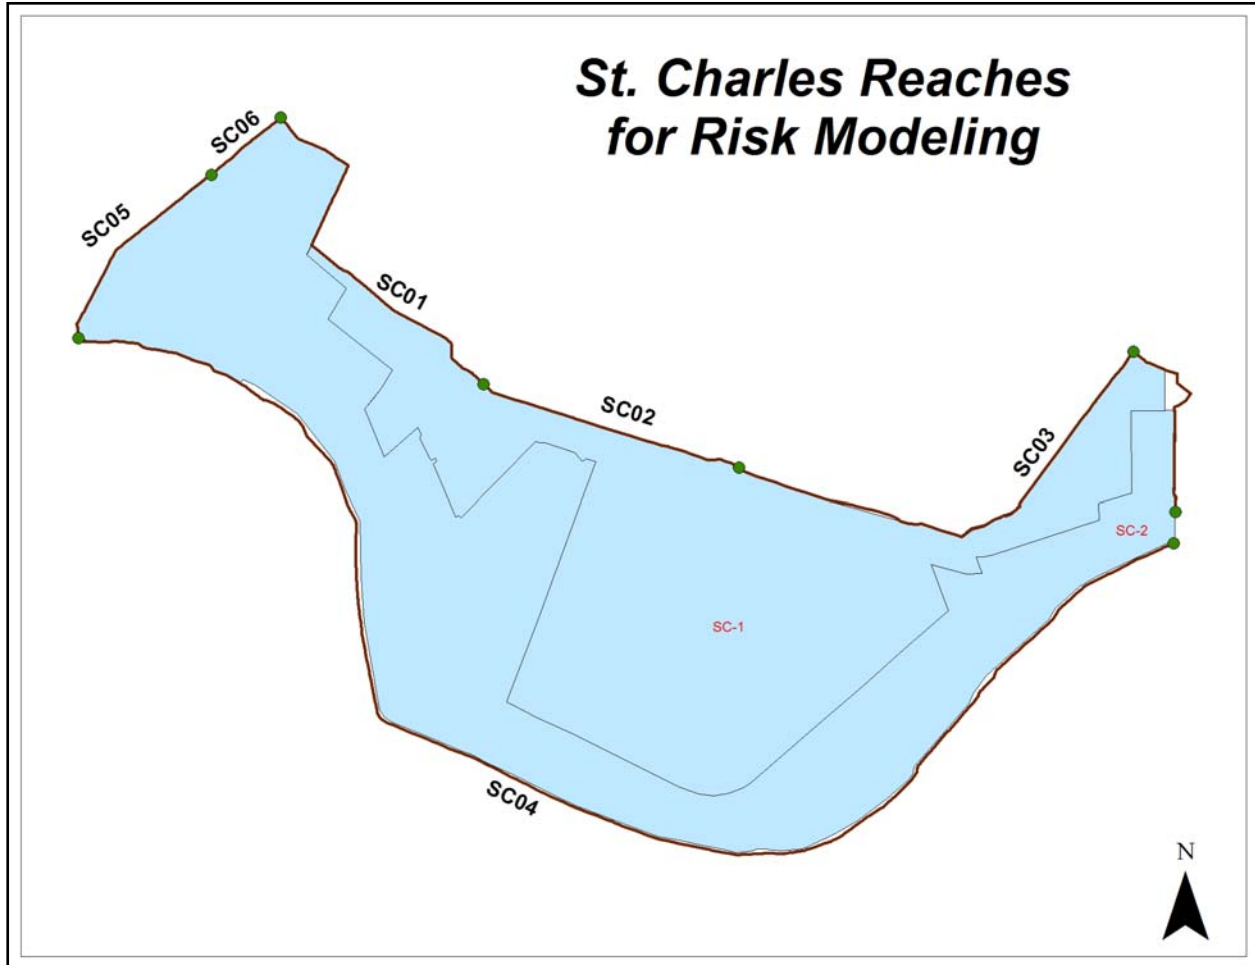 St. Charles Reaches
for Risk Modeling
SC06
SC05
SC01
SC02
SC03
SC-2
SC-1
SC04
N